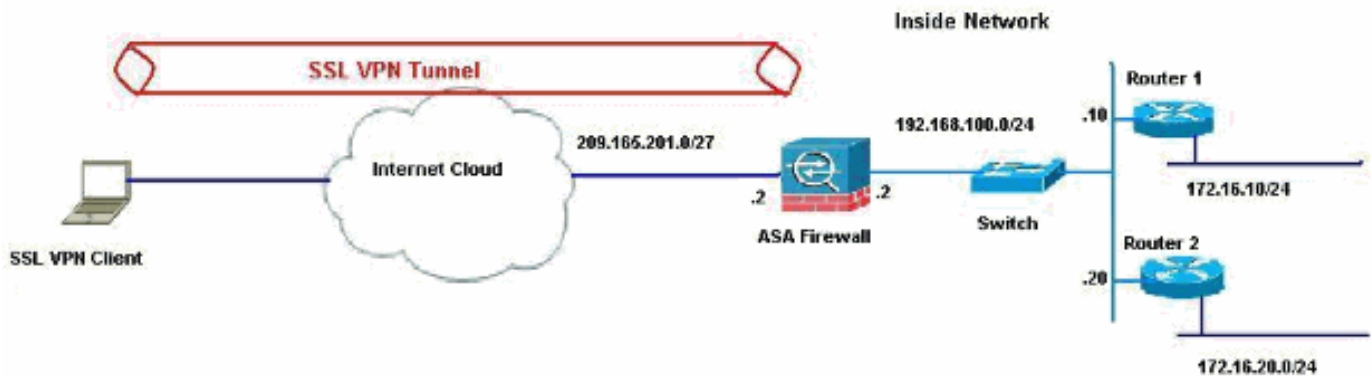 Inside Network
SSL VPN Tunnel
Router 1
192.168.100.0/24
.10
209.165.201.0/27
Internet Cloud
172.16.10/24
.2
.2
ASA Firewall
Switch
SSL VPN Client
Router 2
.20
172.16.20.0/24